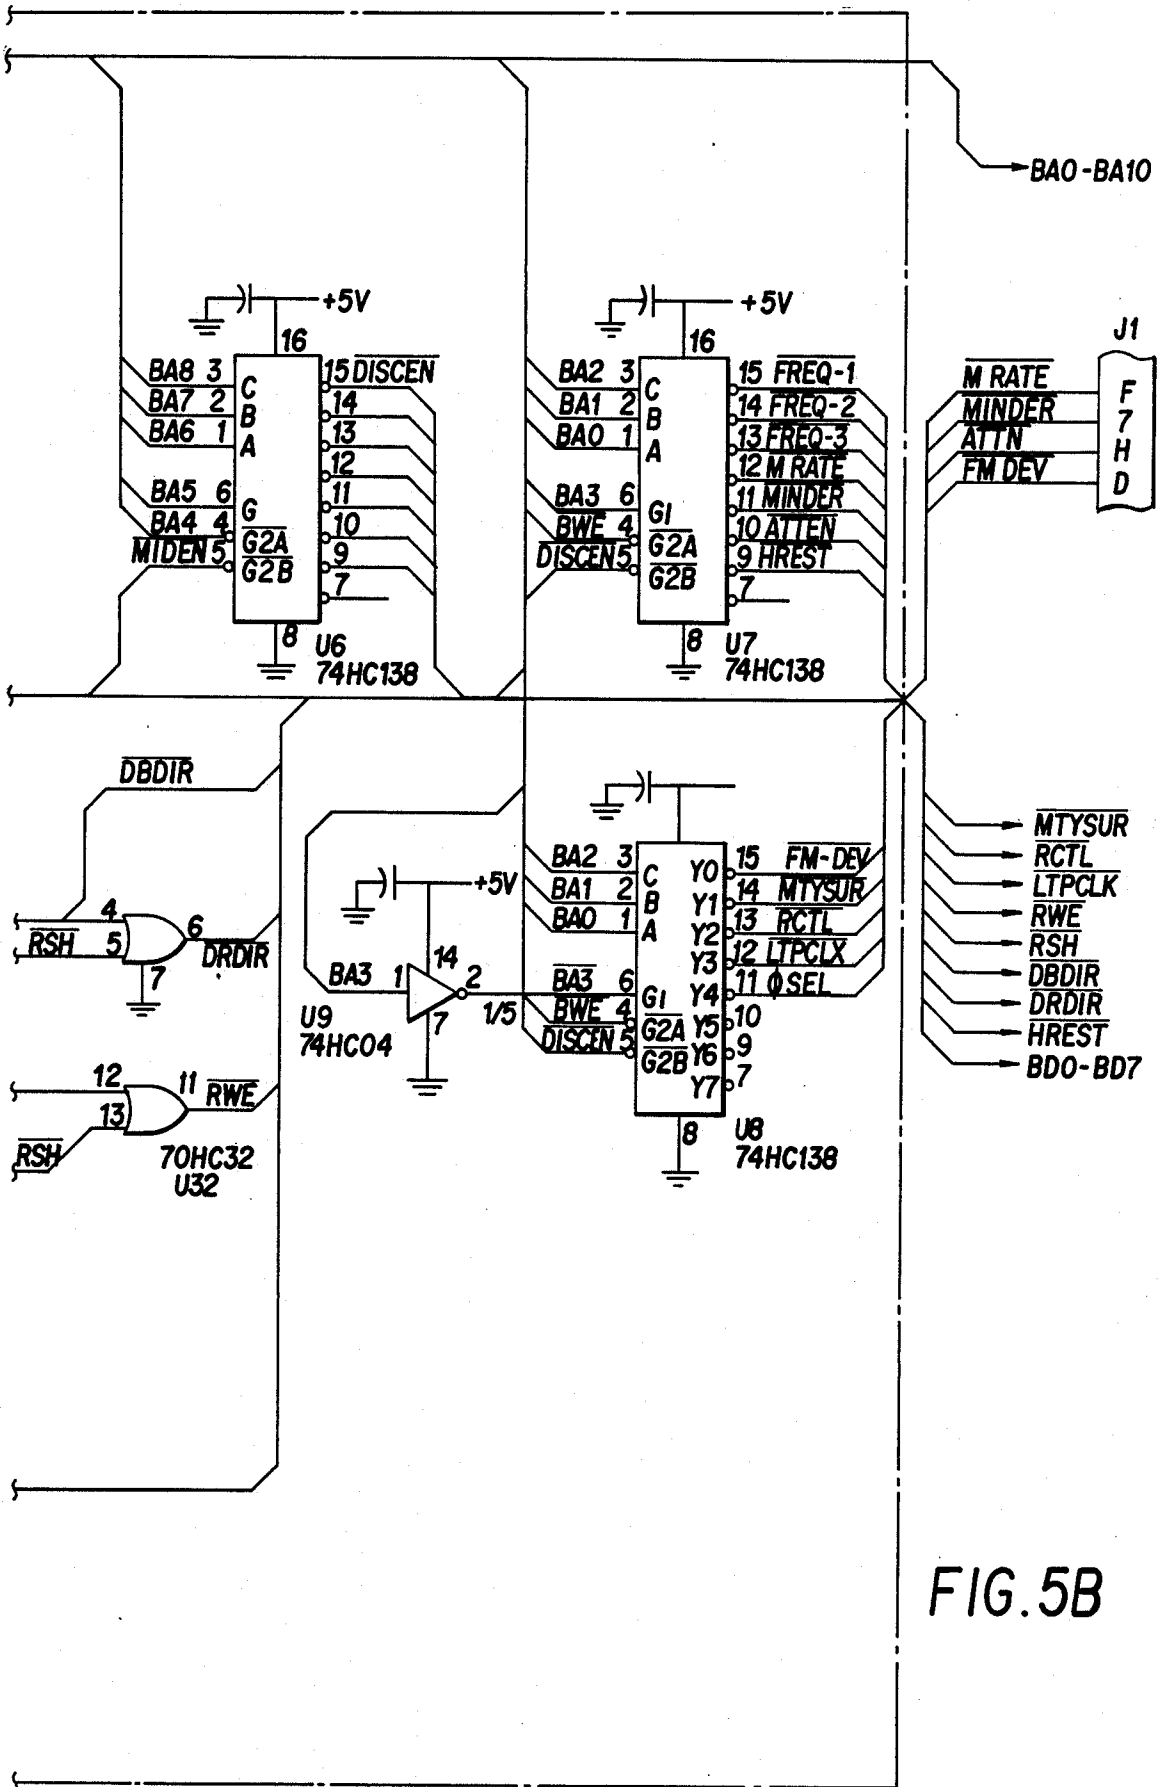 BA0-BA10
+5V
16
BA8 3
BA7 2
BA6 1
BA5 6
BA4 4
MIDEN 5
C
B
A
G
G2A
G2B
15 DISCEN
14
13
12
11
10
9
7
8
U6
74HC138
+5V
16
BA2 3
BA1 2
BA0 1
BA3 6
BWE 4
DISCEN 5
C
B
A
G1
G2A
G2B
15 FREQ-1
14 FREQ-2
13 FREQ-3
12 M RATE
11 MINDER
10 ATTEN
9 HREST
7
8
U7
74HC138
J1
M RATE F
MINDER 7
ATTN H
FM DEV D
DBDIR
4
RSH 5
6
DRDIR
7
12
13
RSH
11 RWE
70HC32
U32
+5V
BA3 1
14
2
7
1/5
U9
74HC04
BA2 3
BA1 2
BA0 1
BA3 6
BWE 4
DISCEN 5
C
B
A
G1
G2A
G2B
Y0 15 FM-DEV
Y1 14 MTYSUR
Y2 13 RCTL
Y3 12 LTPCLX
Y4 11 ϕSEL
Y5 10
Y6 9
Y7 7
8
U8
74HC138
MTYSUR
RCTL
LTPCLK
RWE
RSH
DBDIR
DRDIR
HREST
BD0-BD7
FIG.5B